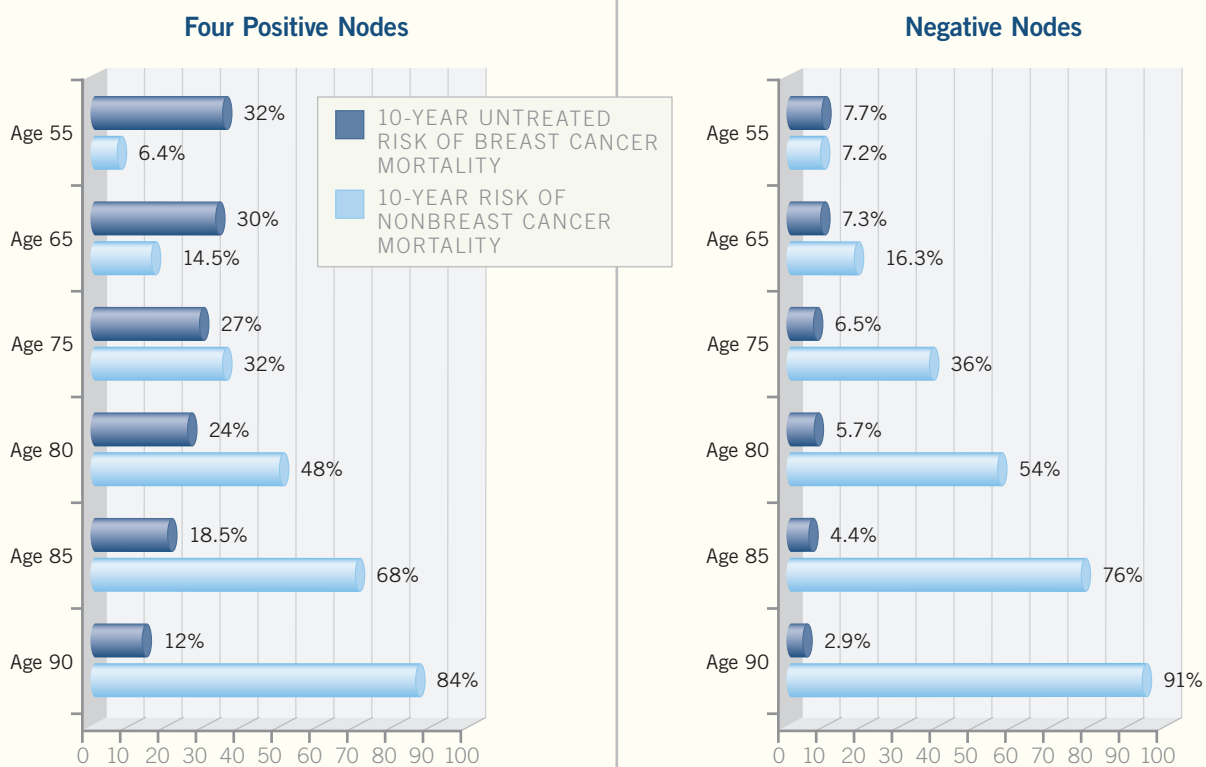 Four Positive Nodes
Age 55
32%
6.4%
Age 65
30%
14.5%
Age 75
27%
32%
Age 80
24%
48%
Age 85
18.5%
68%
Age 90
12%
84%
0 10 20 30 40 50 60 70 80 90 100
10-YEAR UNTREATED
RISK OF BREAST CANCER
MORTALITY
10-YEAR RISK OF
NONBREAST CANCER
MORTALITY
Negative Nodes
Age 55
7.7%
7.2%
Age 65
7.3%
16.3%
Age 75
6.5%
36%
Age 80
5.7%
54%
Age 85
4.4%
76%
Age 90
2.9%
91%
0 10 20 30 40 50 60 70 80 90 100